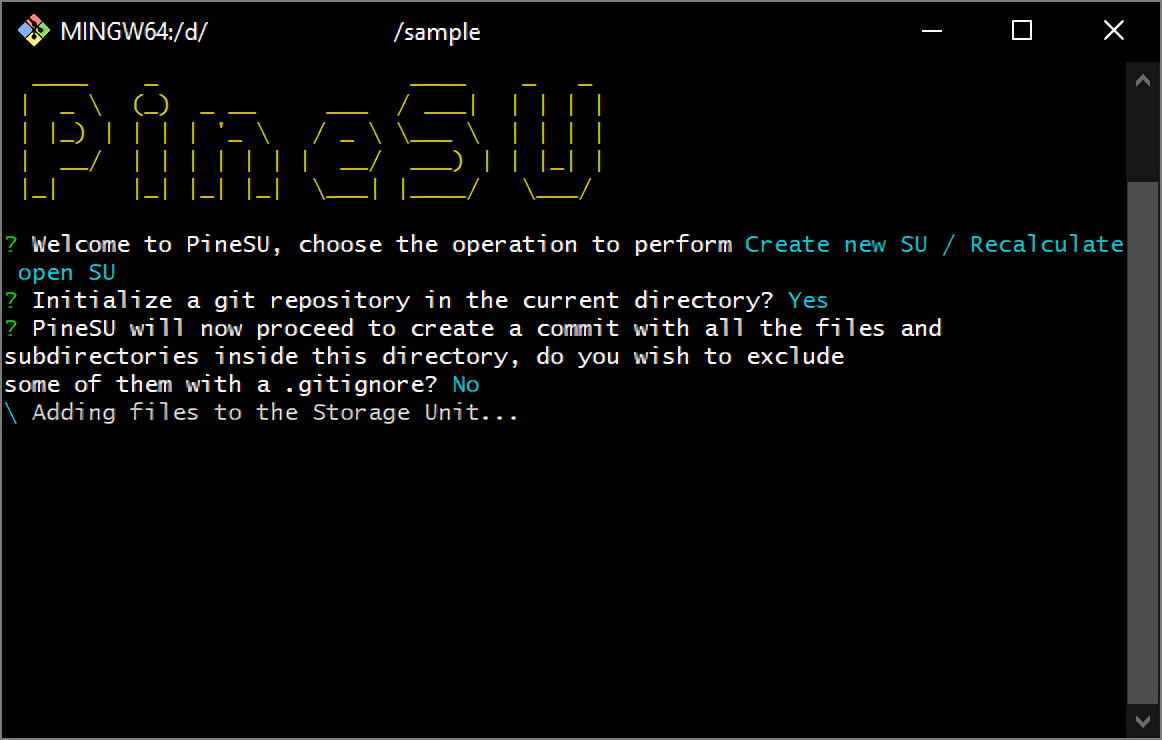 MINGW64:/d/ /sample
PineSU
? Welcome to PineSU, choose the operation to perform Create new SU / Recalculate
open SU
? Initialize a git repository in the current directory? Yes
? PineSU will now proceed to create a commit with all the files and
subdirectories inside this directory, do you wish to exclude
some of them with a .gitignore? No
\ Adding files to the Storage Unit...